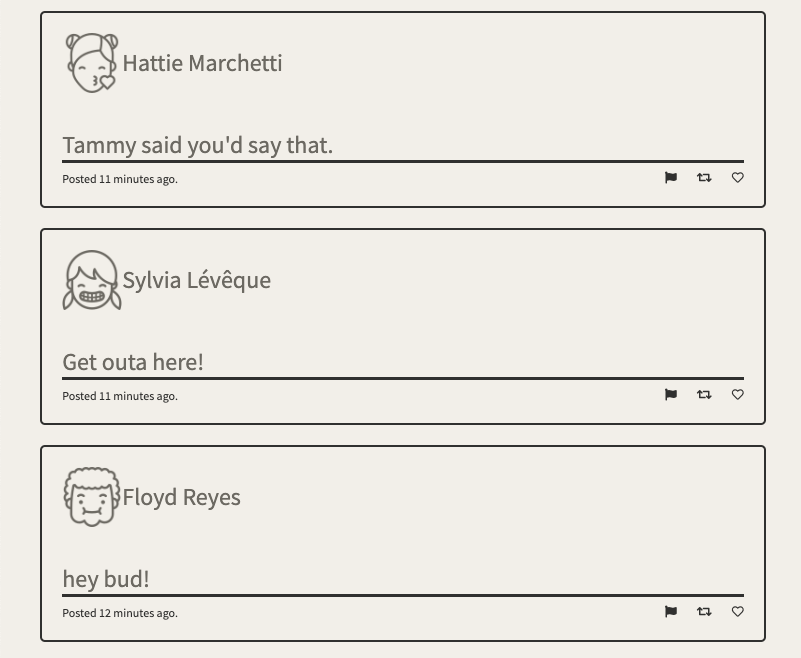 Hattie Marchetti
Tammy said you'd say that.
Posted 11 minutes ago.
Sylvia Lévêque
Get outa here!
Posted 11 minutes ago.
Floyd Reyes
hey bud!
Posted 12 minutes ago.